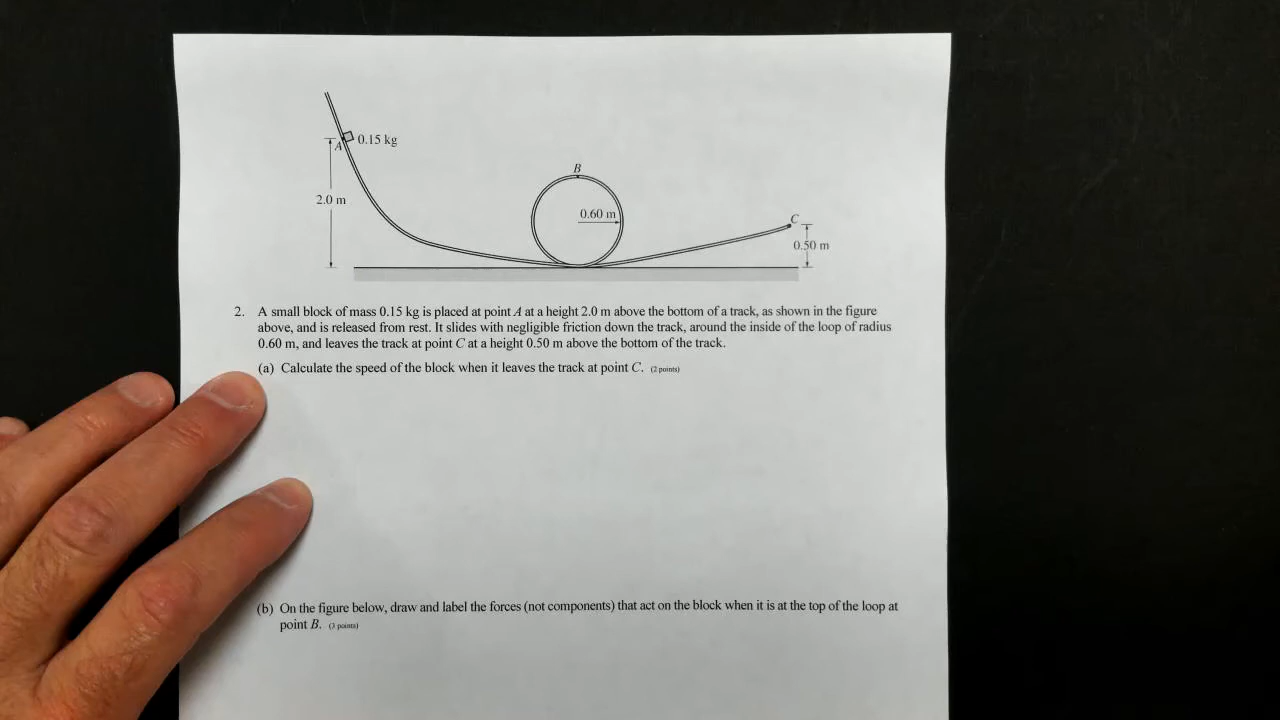 A
0.15 kg
2.0 m
B
0.60 m
C
0.50 m
2. A small block of mass 0.15 kg is placed at point A at a height 2.0 m above the bottom of a track, as shown in the figure
above, and is released from rest. It slides with negligible friction down the track, around the inside of the loop of radius
0.60 m, and leaves the track at point C at a height 0.50 m above the bottom of the track.
(a) Calculate the speed of the block when it leaves the track at point C. (2 points)
(b) On the figure below, draw and label the forces (not components) that act on the block when it is at the top of the loop at
point B. (3 points)